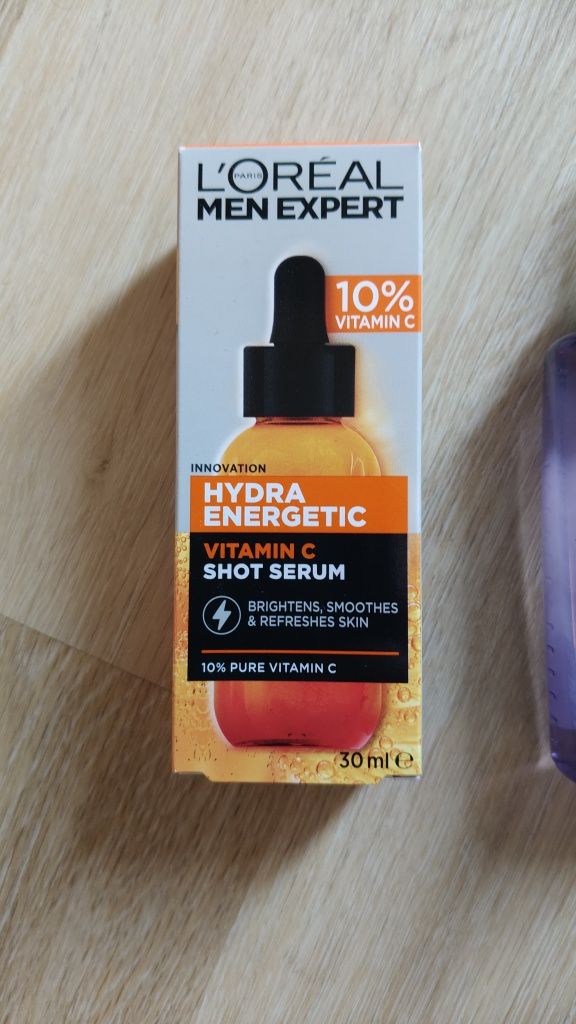 L'ORÉAL
PARIS
MEN EXPERT
10%
VITAMIN C
INNOVATION
HYDRA
ENERGETIC
VITAMIN C
SHOT SERUM
BRIGHTENS, SMOOTHES
& REFRESHES SKIN
10% PURE VITAMIN C
30 ml ℮